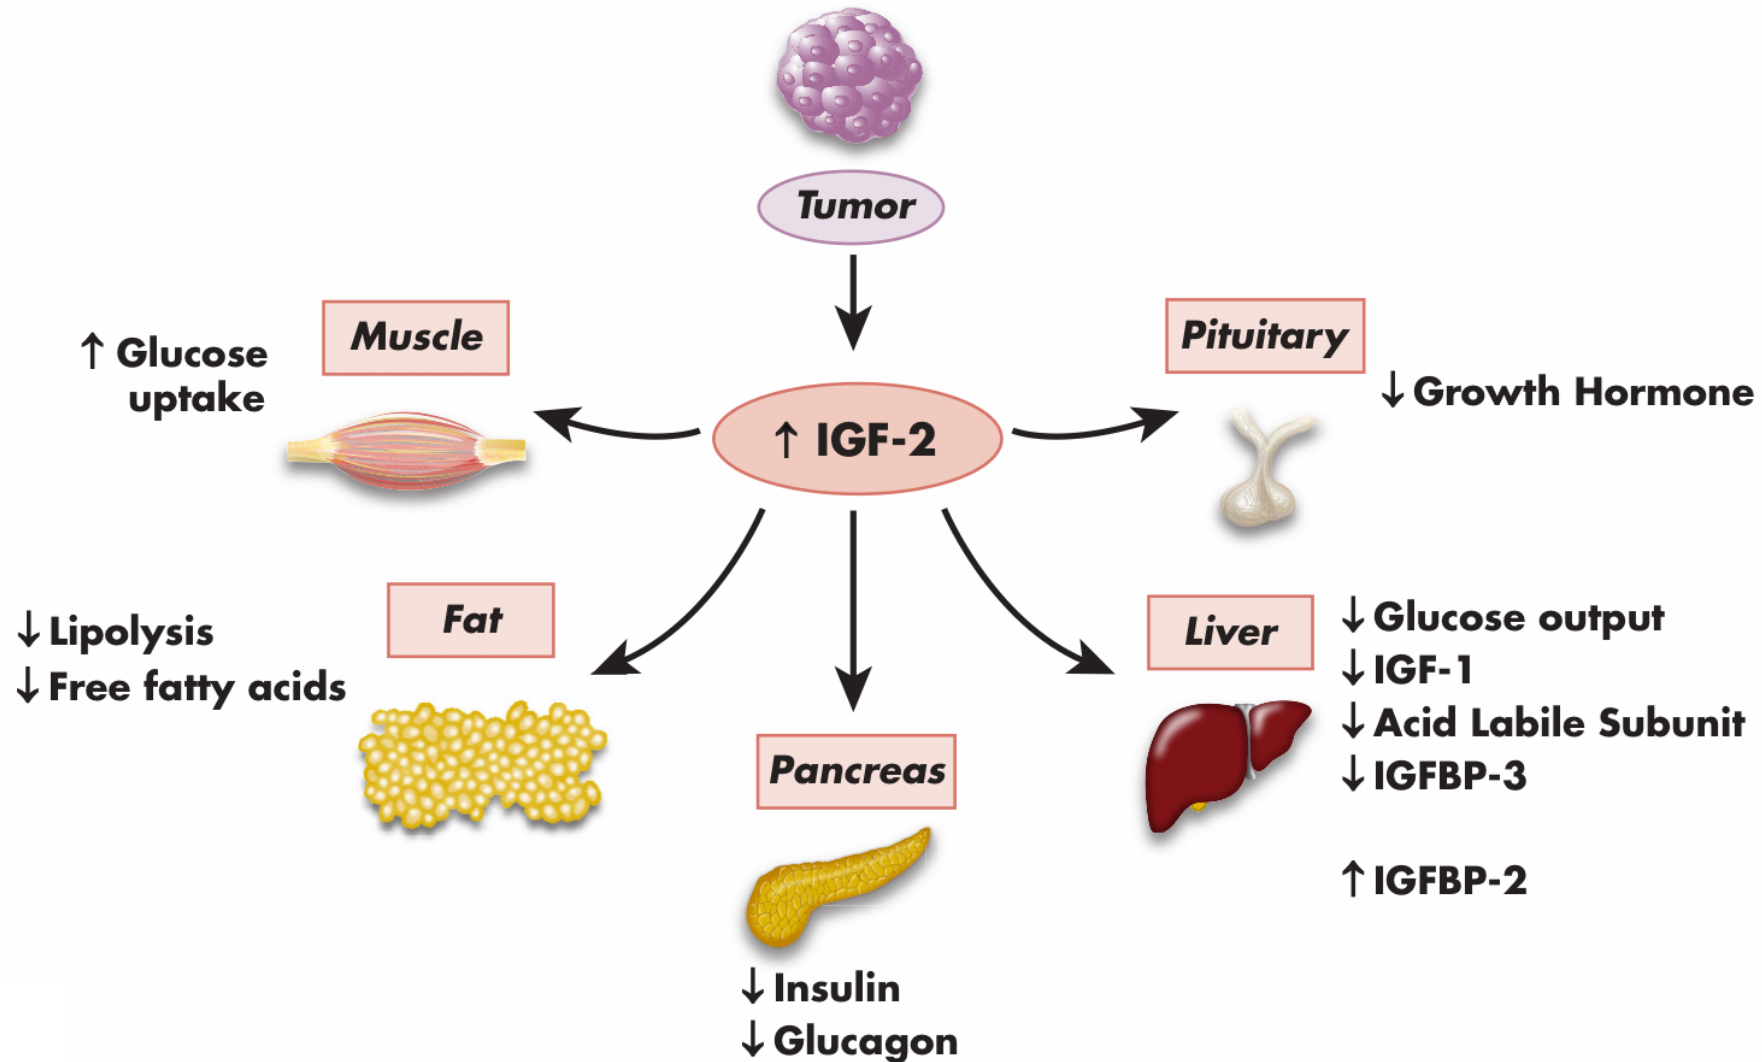 Tumor
Muscle
↑ Glucose
uptake
↑ IGF-2
Pituitary
↓ Growth Hormone
Fat
↓ Lipolysis
↓ Free fatty acids
Pancreas
↓ Insulin
↓ Glucagon
Liver
↓ Glucose output
↓ IGF-1
↓ Acid Labile Subunit
↓ IGFBP-3
↑ IGFBP-2